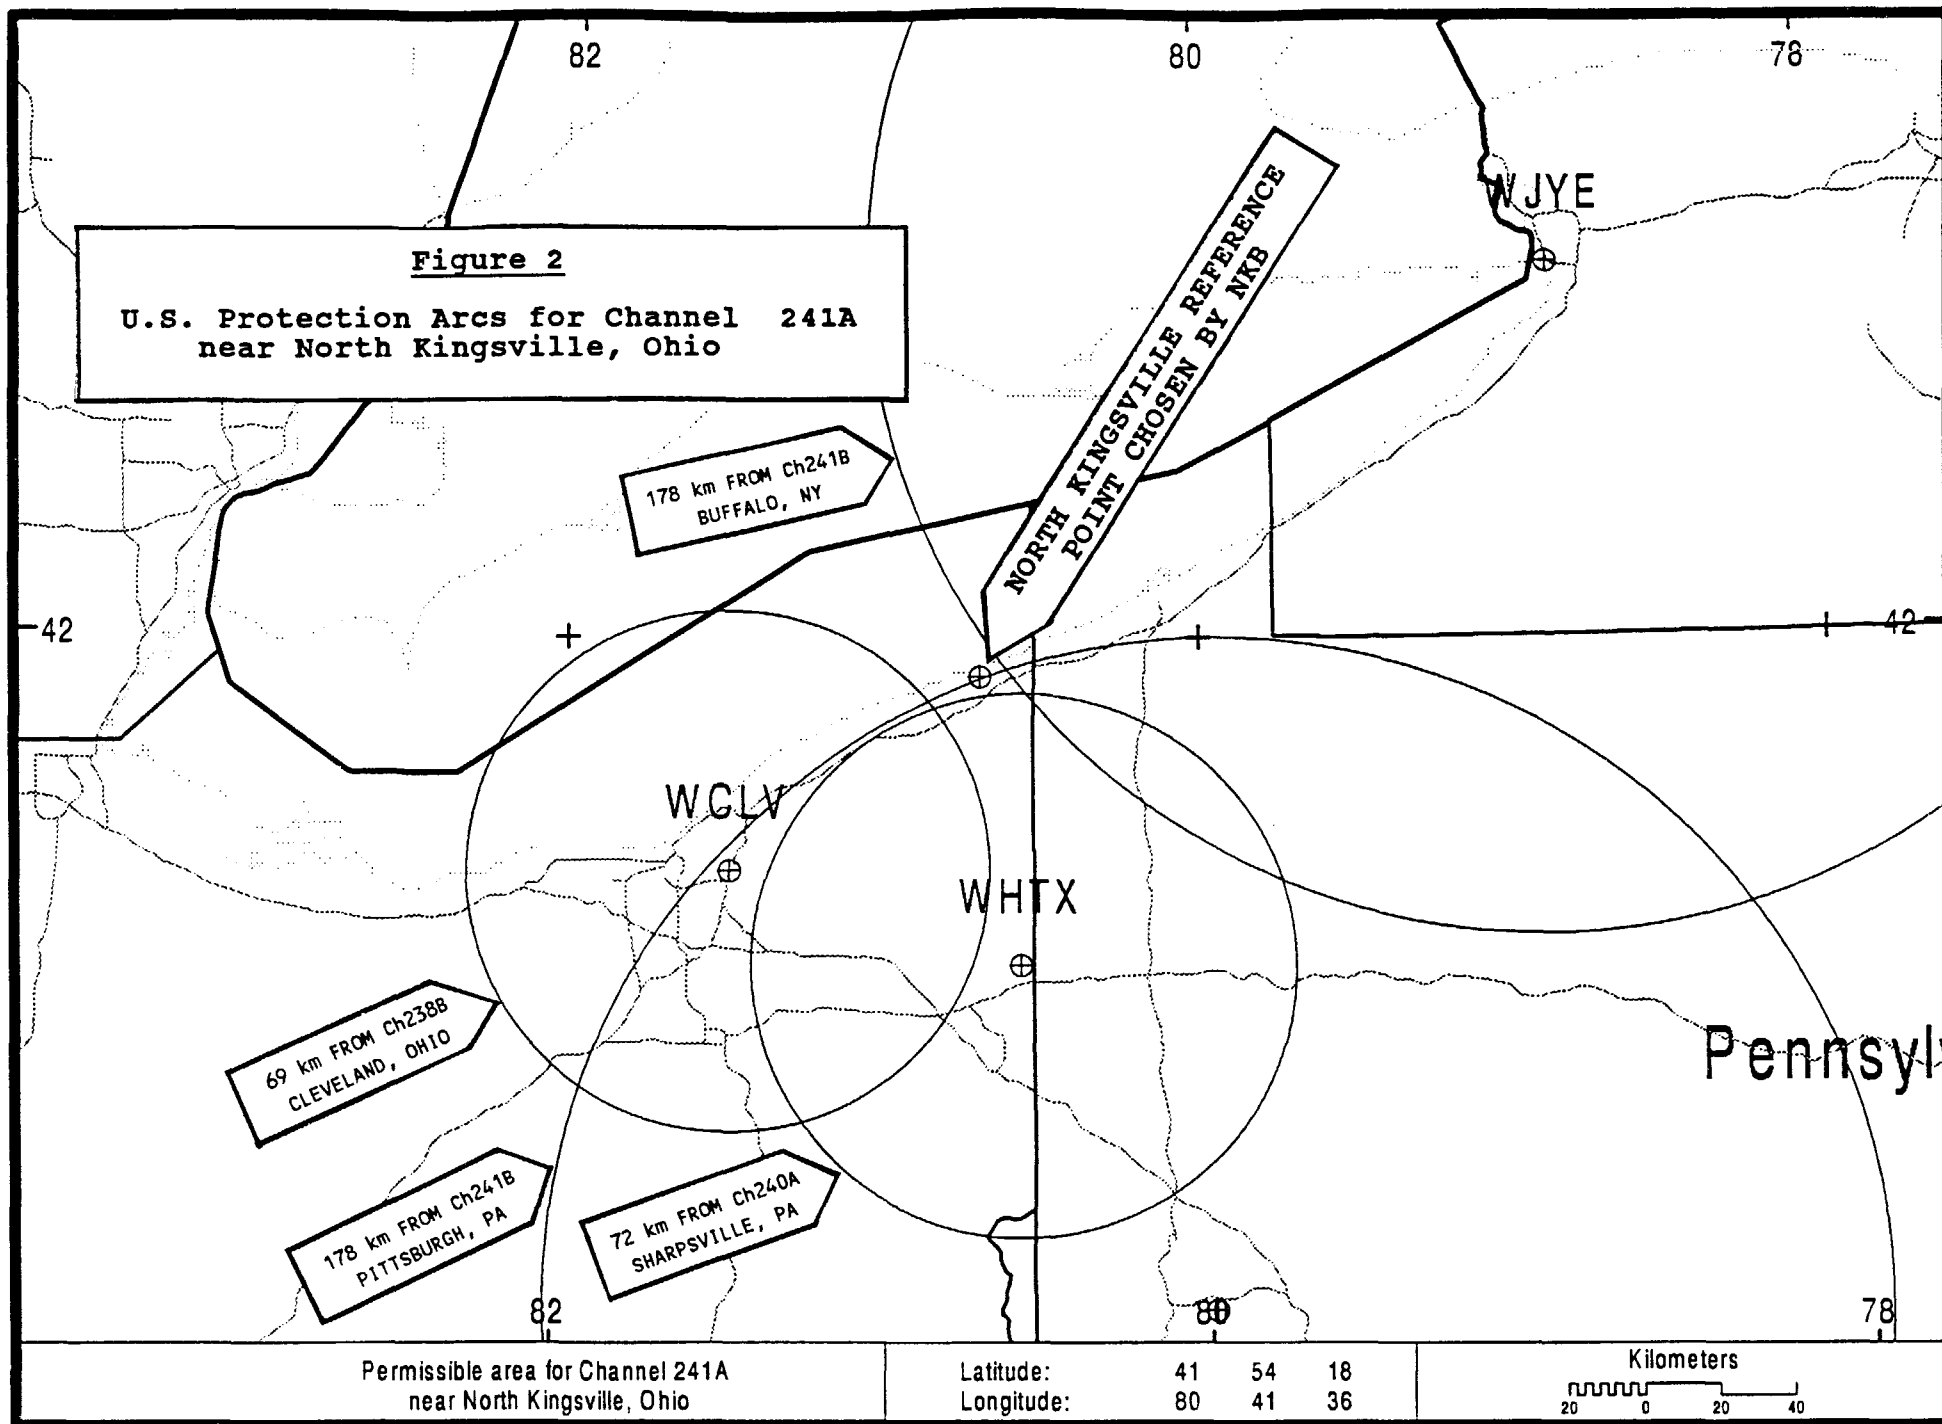 82
80
78
WJYE
Figure 2
U.S. Protection Arcs for Channel 241A
near North Kingsville, Ohio
NORTH KINGSVILLE REFERENCE
POINT CHOSEN BY NKB
178 km FROM Ch241B
BUFFALO, NY
42
42
WCLV
WHTX
69 km FROM Ch238B
CLEVELAND, OHIO
Pennsyl
178 km FROM Ch241B
PITTSBURGH, PA
72 km FROM Ch240A
SHARPSVILLE, PA
82
80
78
Permissible area for Channel 241A
near North Kingsville, Ohio
Latitude: 41 54 18
Longitude: 80 41 36
Kilometers
20 0 20 40